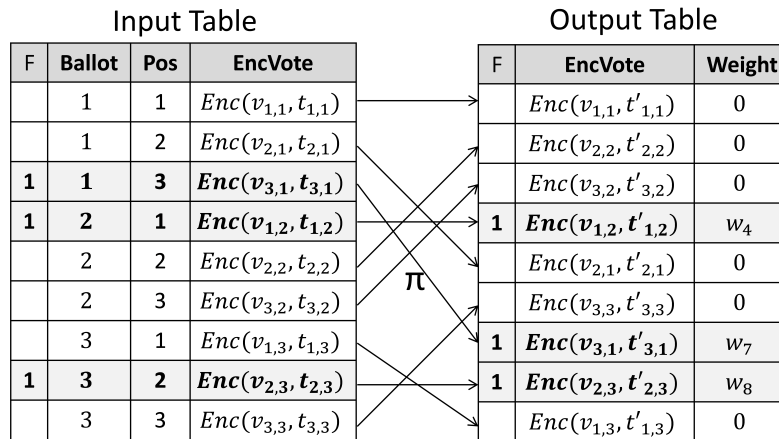 Input Table
F Ballot Pos EncVote
1 1 Enc(v₁,₁, t₁,₁)
1 2 Enc(v₂,₁, t₂,₁)
1 1 3 Enc(v₃,₁, t₃,₁)
1 2 1 Enc(v₁,₂, t₁,₂)
2 2 Enc(v₂,₂, t₂,₂)
2 3 Enc(v₃,₂, t₃,₂)
3 1 Enc(v₁,₃, t₁,₃)
1 3 2 Enc(v₂,₃, t₂,₃)
3 3 Enc(v₃,₃, t₃,₃)
π
Output Table
F EncVote Weight
Enc(v₁,₁, t'₁,₁) 0
Enc(v₂,₂, t'₂,₂) 0
Enc(v₃,₂, t'₃,₂) 0
1 Enc(v₁,₂, t'₁,₂) w₄
Enc(v₂,₁, t'₂,₁) 0
Enc(v₃,₃, t'₃,₃) 0
1 Enc(v₃,₁, t'₃,₁) w₇
1 Enc(v₂,₃, t'₂,₃) w₈
Enc(v₁,₃, t'₁,₃) 0